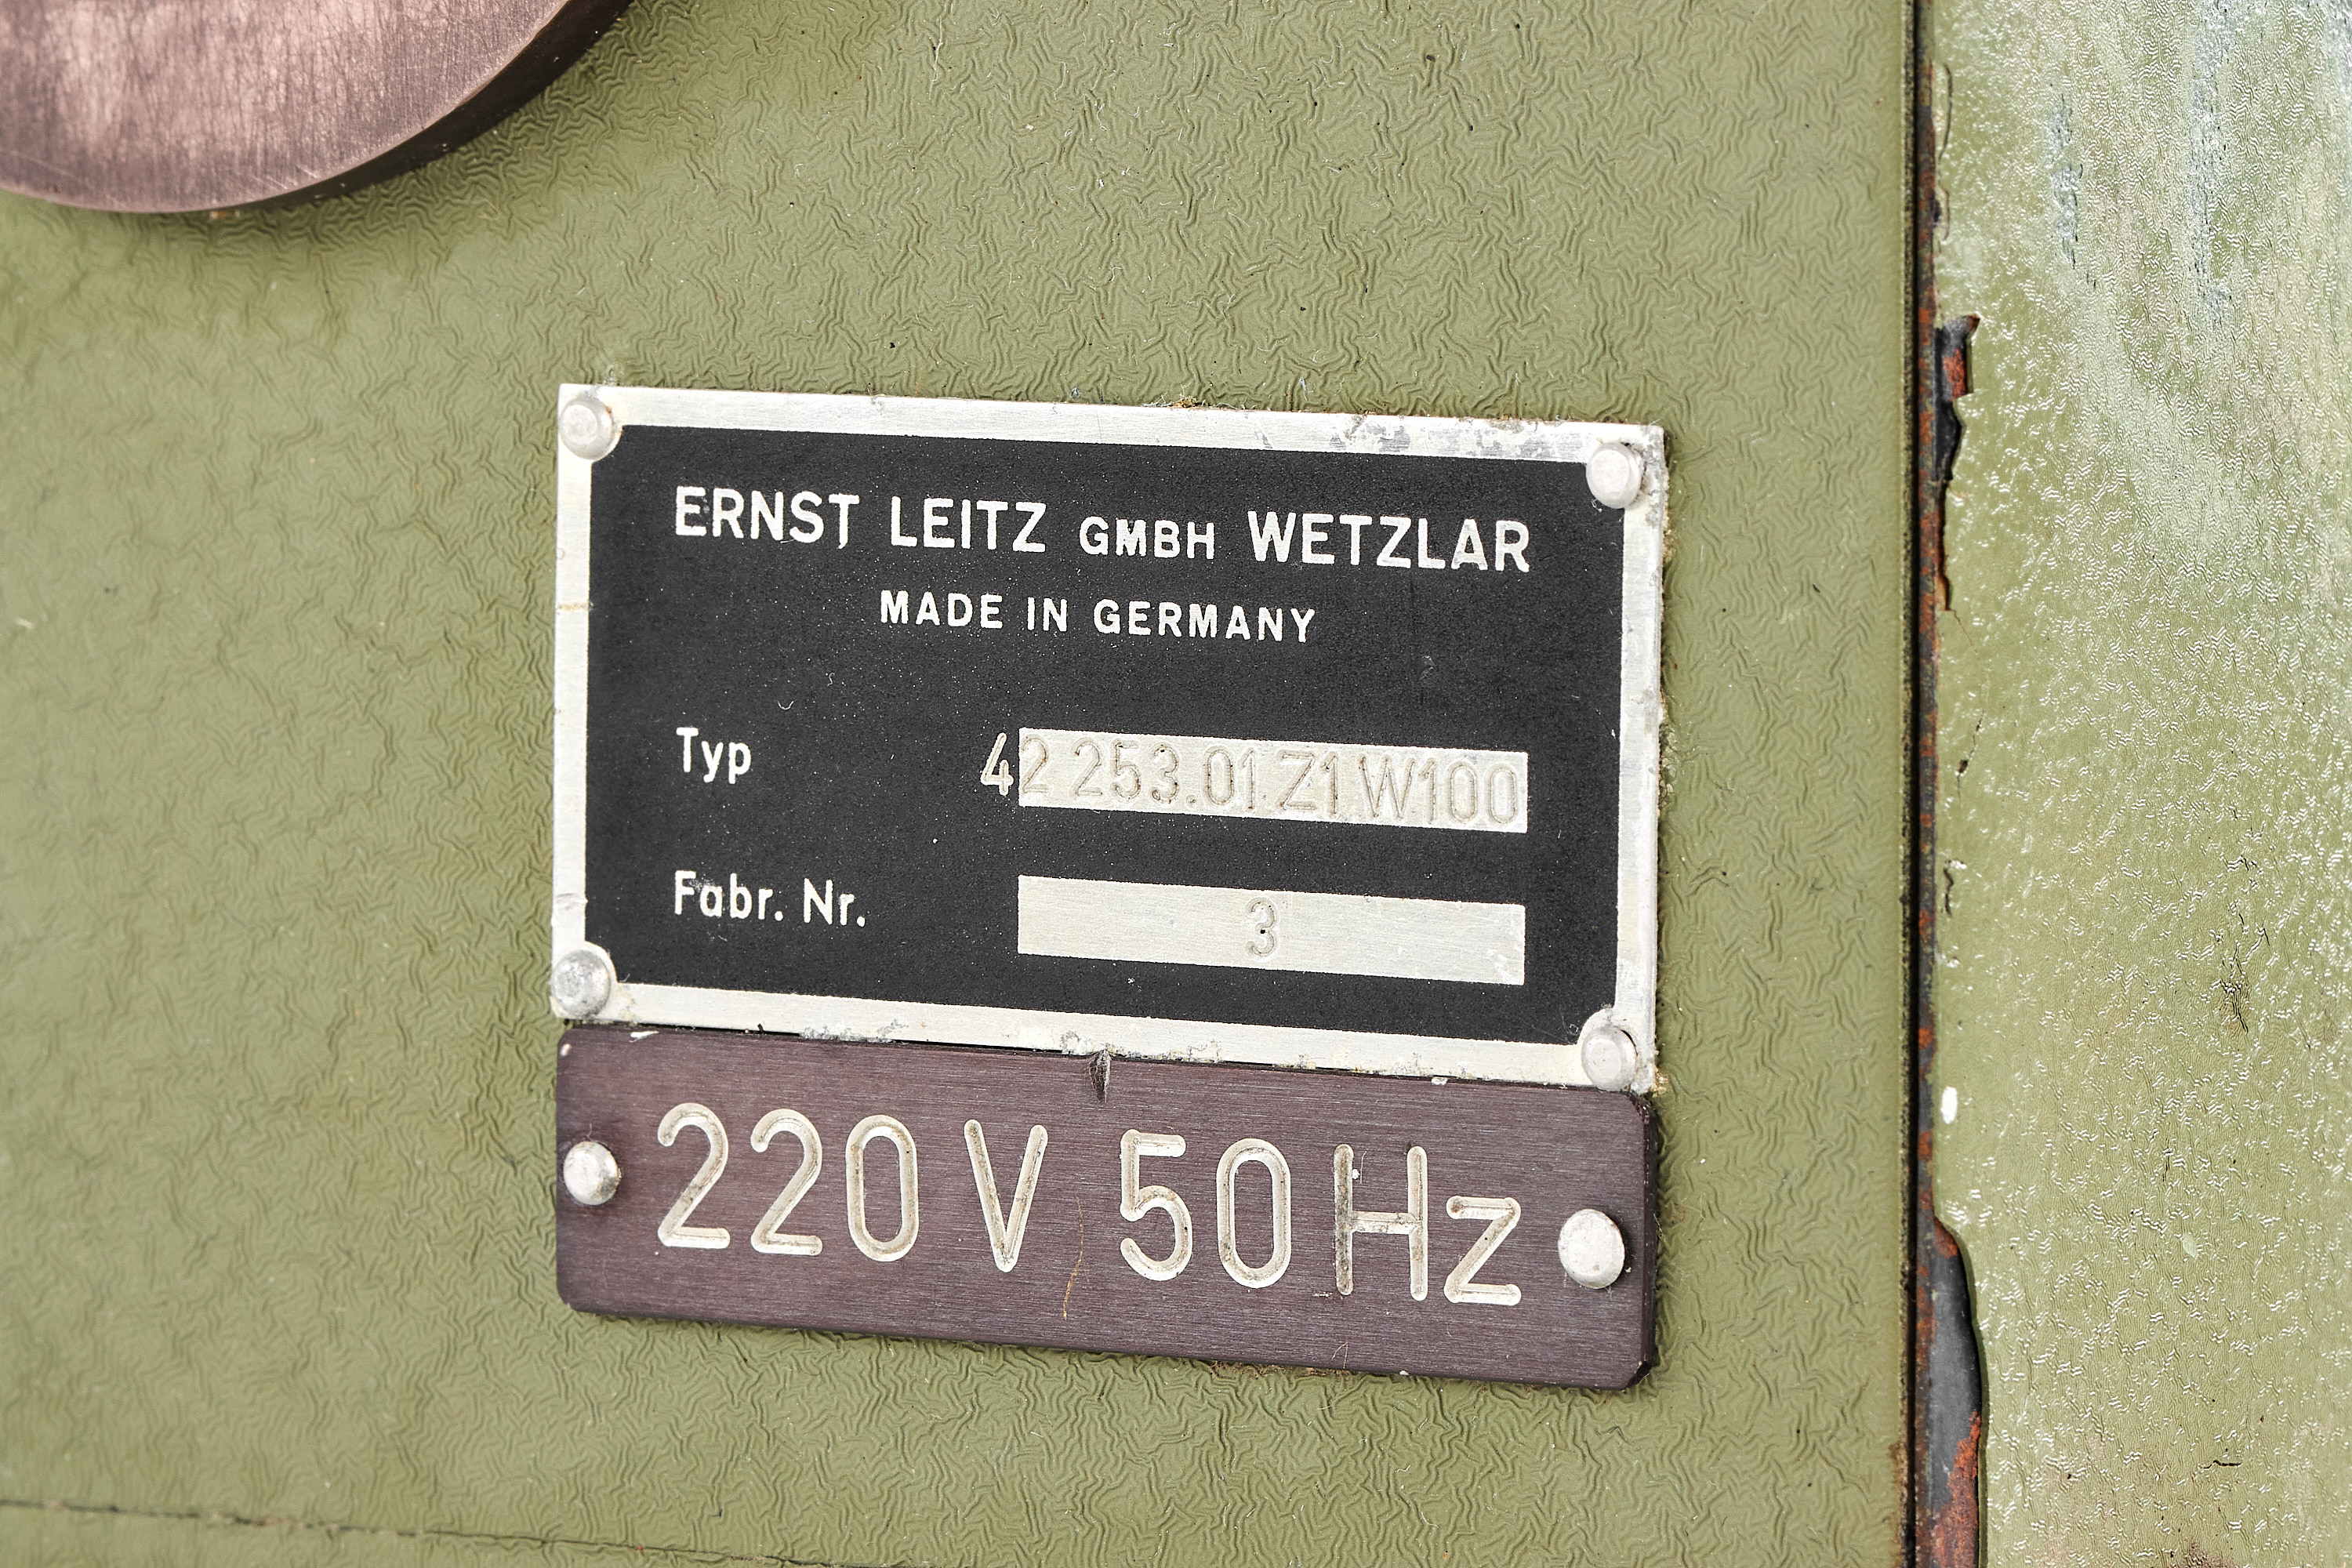 ERNST LEITZ GMBH WETZLAR
MADE IN GERMANY
Typ 42 253.01 Z1 W100
Fabr. Nr. 3
220 V 50 Hz